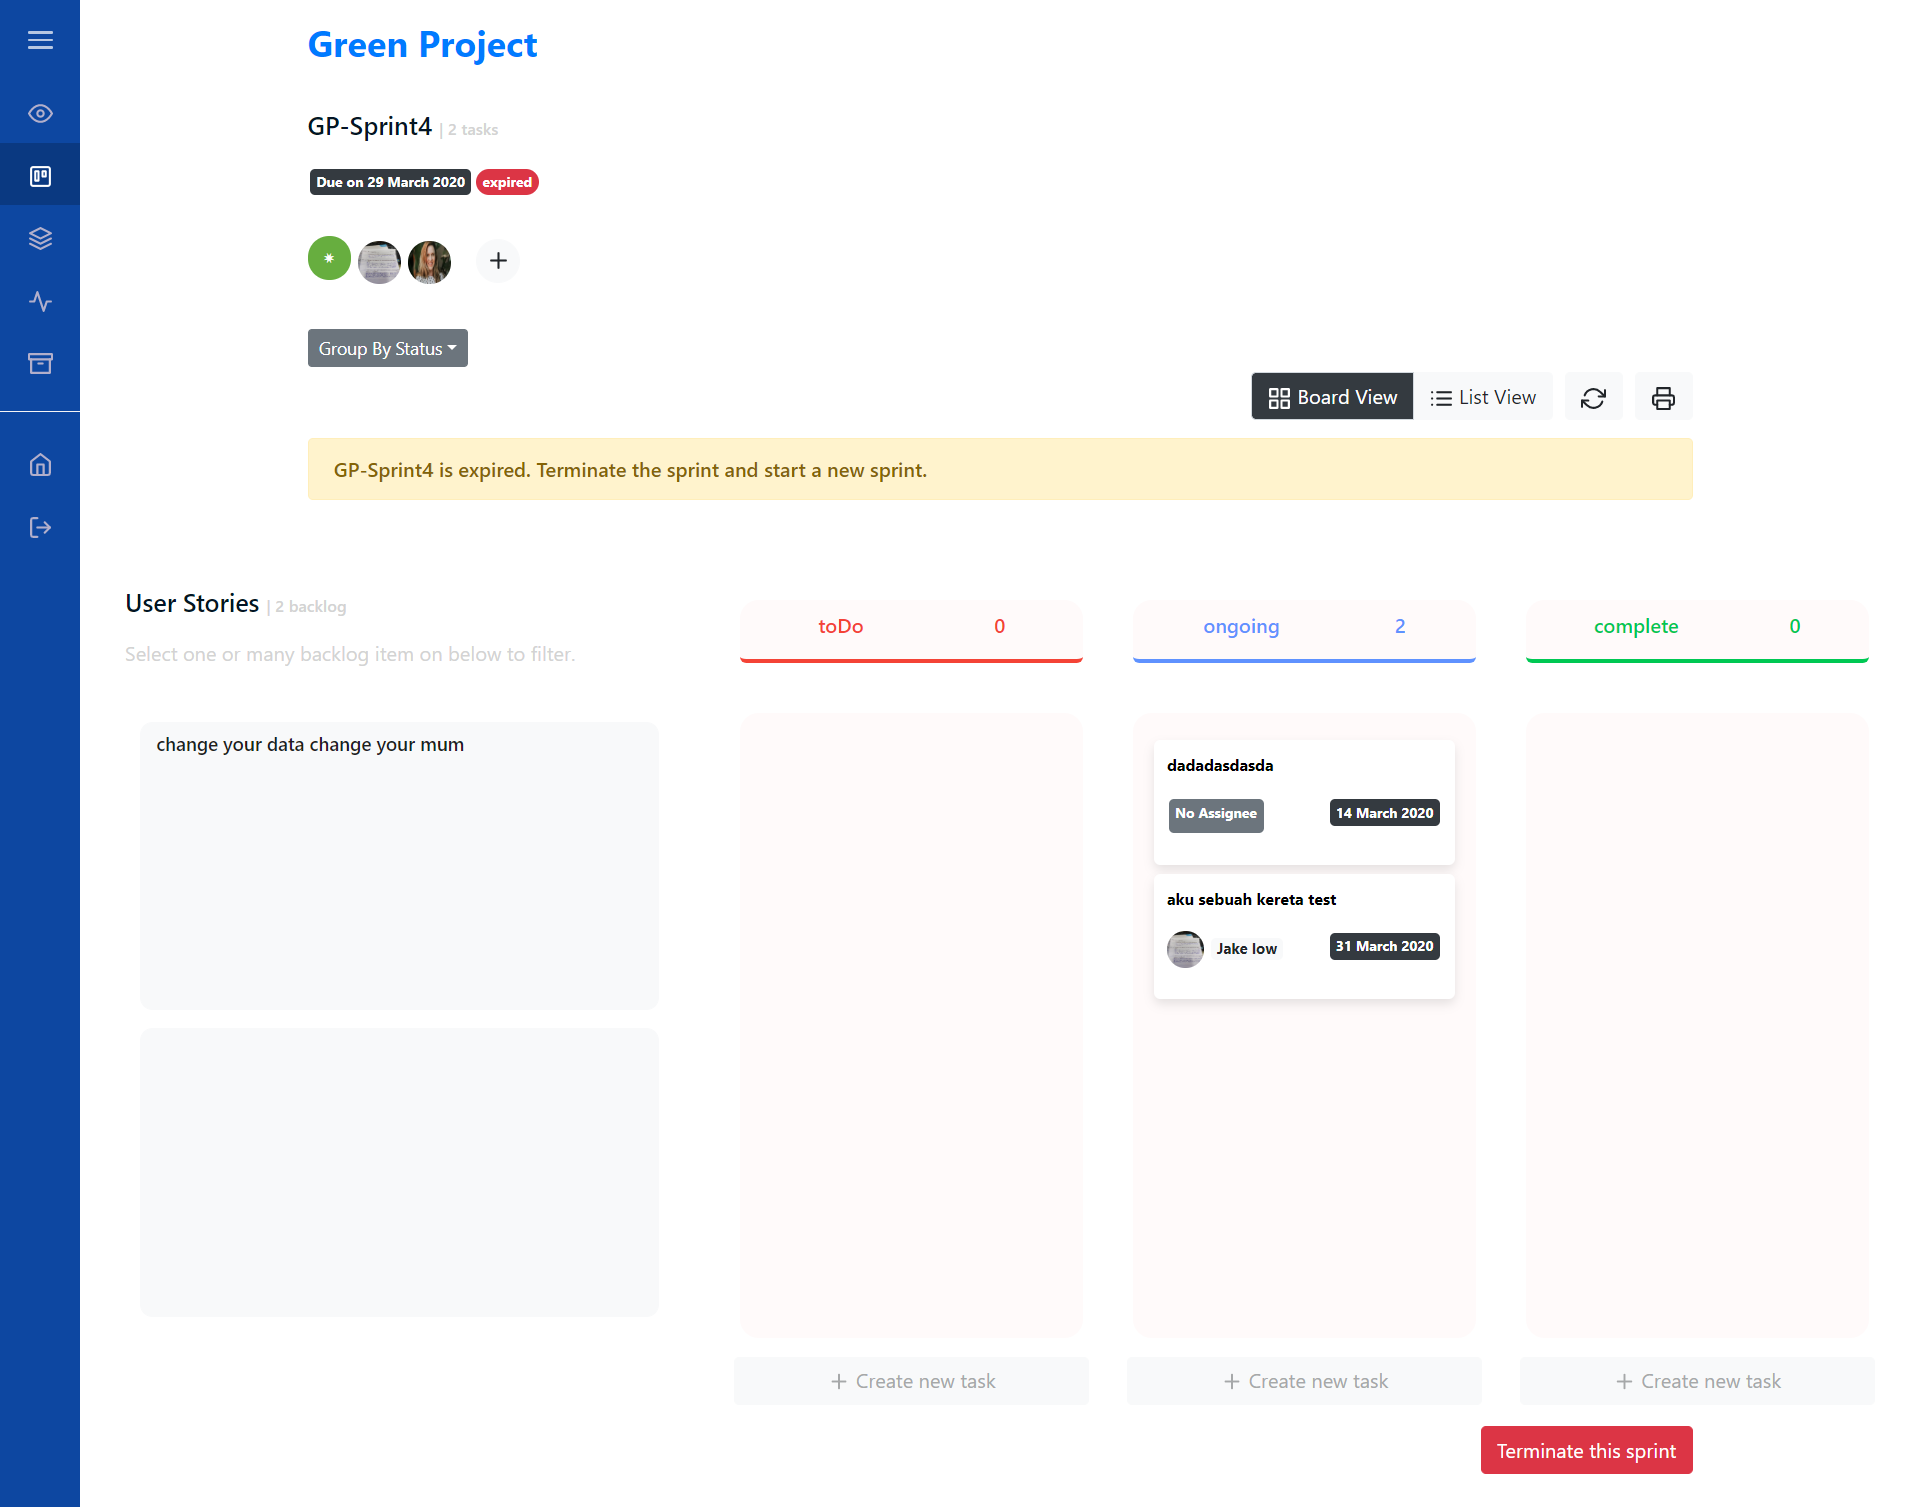 Green Project
GP-Sprint4 | 2 tasks
Due on 29 March 2020 expired
Group By Status
Board View List View
GP-Sprint4 is expired. Terminate the sprint and start a new sprint.
User Stories | 2 backlog
Select one or many backlog item on below to filter.
toDo 0
ongoing 2
complete 0
change your data change your mum
dadadasdasda
No Assignee 14 March 2020
aku sebuah kereta test
Jake low 31 March 2020
+ Create new task
+ Create new task
+ Create new task
Terminate this sprint